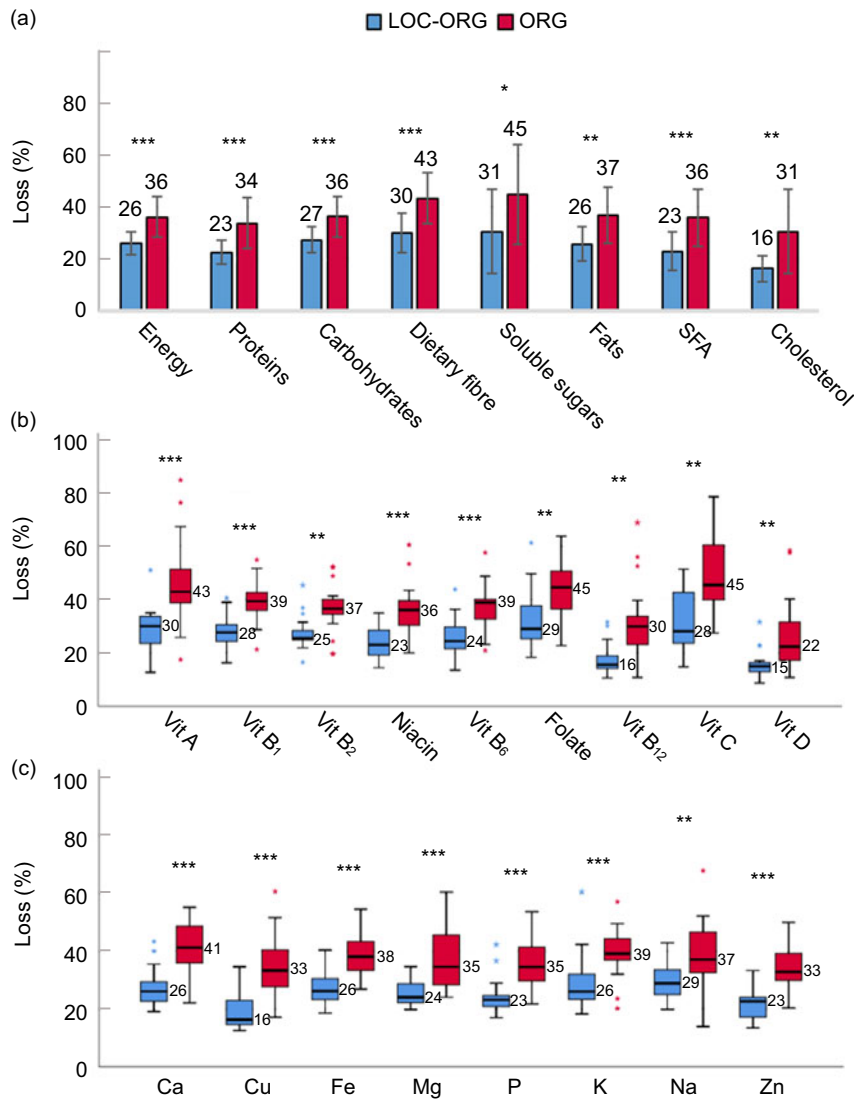 (a)
LOC-ORG ORG
Loss (%)
80
60
40
20
0
*** *** *** *** * ** *** **
26 36 23 34 27 36 30 43 31 45 26 37 23 36 16 31
Energy Proteins Carbohydrates Dietary fibre Soluble sugars Fats SFA Cholesterol
(b)
Loss (%)
100
80
60
40
20
0
*** *** ** *** *** ** ** ** **
30 43 28 39 25 37 23 36 24 39 29 45 16 30 28 45 15 22
Vit A Vit B₁ Vit B₂ Niacin Vit B₆ Folate Vit B₁₂ Vit C Vit D
(c)
Loss (%)
100
80
60
40
20
0
*** *** *** *** *** *** ** ***
26 41 16 33 26 38 24 35 23 35 26 39 29 37 23 33
Ca Cu Fe Mg P K Na Zn